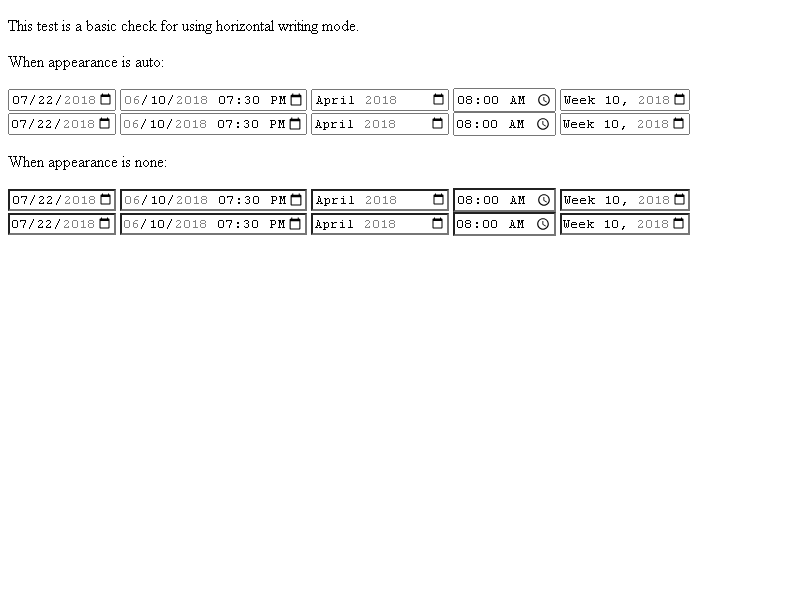 This test is a basic check for using horizontal writing mode.
When appearance is auto:
07/22/2018 06/10/2018 07:30 PM April 2018 08:00 AM Week 10, 2018
07/22/2018 06/10/2018 07:30 PM April 2018 08:00 AM Week 10, 2018
When appearance is none:
07/22/2018 06/10/2018 07:30 PM April 2018 08:00 AM Week 10, 2018
07/22/2018 06/10/2018 07:30 PM April 2018 08:00 AM Week 10, 2018